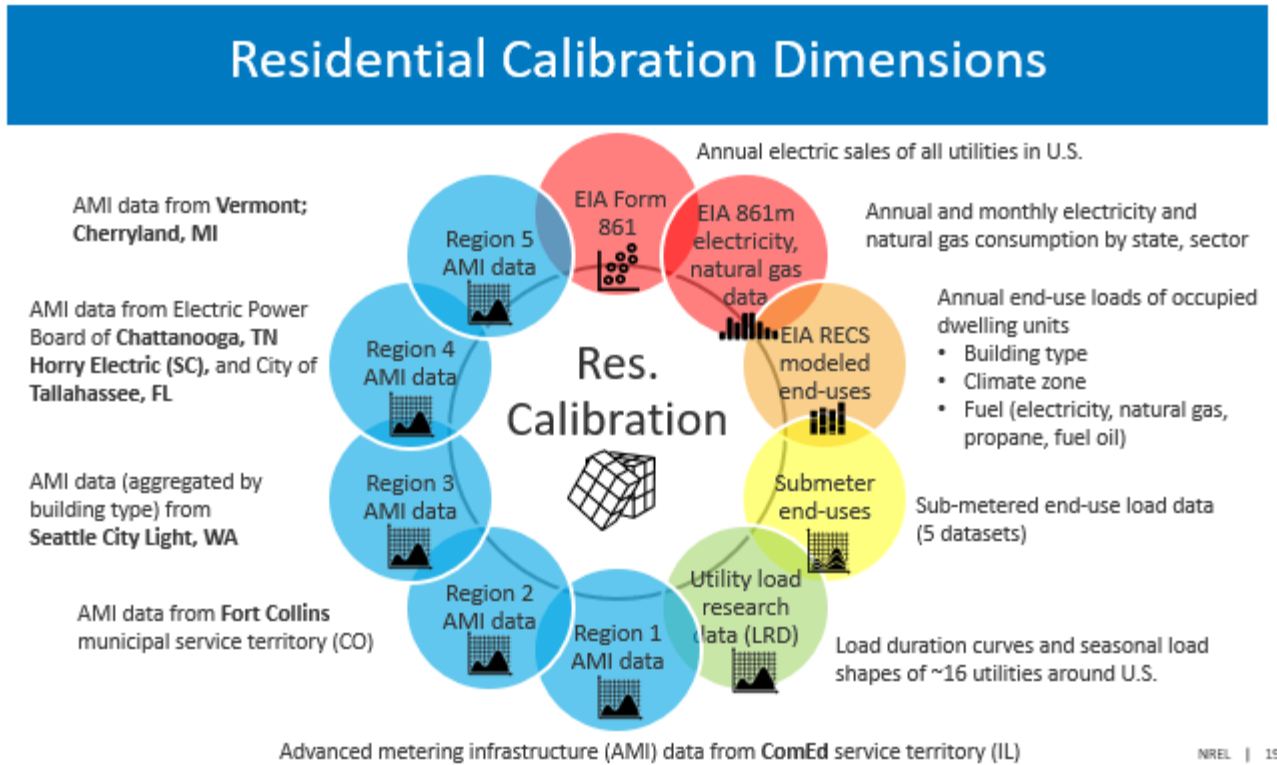 Residential Calibration Dimensions
Annual electric sales of all utilities in U.S.
EIA Form
861
EIA 861m
electricity,
natural gas
data
Annual and monthly electricity and
natural gas consumption by state, sector
EIA RECS
modeled
end-uses
Annual end-use loads of occupied
dwelling units
• Building type
• Climate zone
• Fuel (electricity, natural gas,
propane, fuel oil)
Submeter
end-uses
Sub-metered end-use load data
(5 datasets)
Utility load
research
data (LRD)
Load duration curves and seasonal load
shapes of ~16 utilities around U.S.
Region 1
AMI data
Advanced metering infrastructure (AMI) data from ComEd service territory (IL)
Region 2
AMI data
AMI data from Fort Collins
municipal service territory (CO)
Region 3
AMI data
AMI data (aggregated by
building type) from
Seattle City Light, WA
Region 4
AMI data
AMI data from Electric Power
Board of Chattanooga, TN
Horry Electric (SC), and City of
Tallahassee, FL
Region 5
AMI data
AMI data from Vermont;
Cherryland, MI
Res.
Calibration
NREL | 19